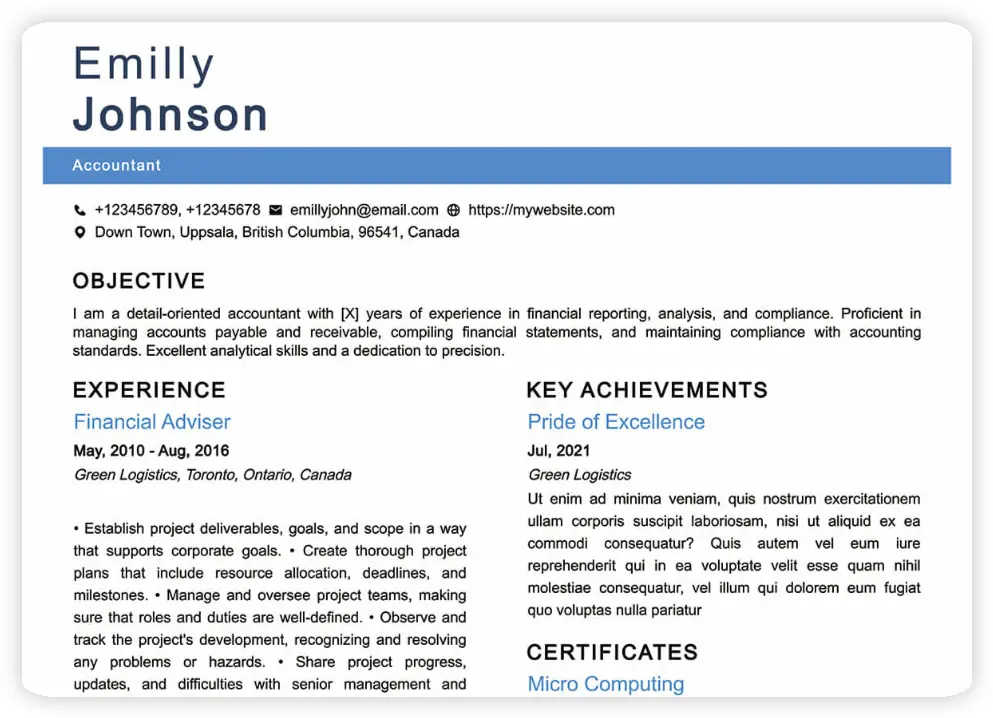 Emilly
Johnson
Accountant
+123456789, +12345678 emillyjohn@email.com https://mywebsite.com
Down Town, Uppsala, British Columbia, 96541, Canada
OBJECTIVE
I am a detail-oriented accountant with [X] years of experience in financial reporting, analysis, and compliance. Proficient in
managing accounts payable and receivable, compiling financial statements, and maintaining compliance with accounting
standards. Excellent analytical skills and a dedication to precision.
EXPERIENCE
Financial Adviser
May, 2010 - Aug, 2016
Green Logistics, Toronto, Ontario, Canada
• Establish project deliverables, goals, and scope in a way
that supports corporate goals. • Create thorough project
plans that include resource allocation, deadlines, and
milestones. • Manage and oversee project teams, making
sure that roles and duties are well-defined. • Observe and
track the project's development, recognizing and resolving
any problems or hazards. • Share project progress,
updates, and difficulties with senior management and
KEY ACHIEVEMENTS
Pride of Excellence
Jul, 2021
Green Logistics
Ut enim ad minima veniam, quis nostrum exercitationem
ullam corporis suscipit laboriosam, nisi ut aliquid ex ea
commodi consequatur? Quis autem vel eum iure
reprehenderit qui in ea voluptate velit esse quam nihil
molestiae consequatur, vel illum qui dolorem eum fugiat
quo voluptas nulla pariatur
CERTIFICATES
Micro Computing